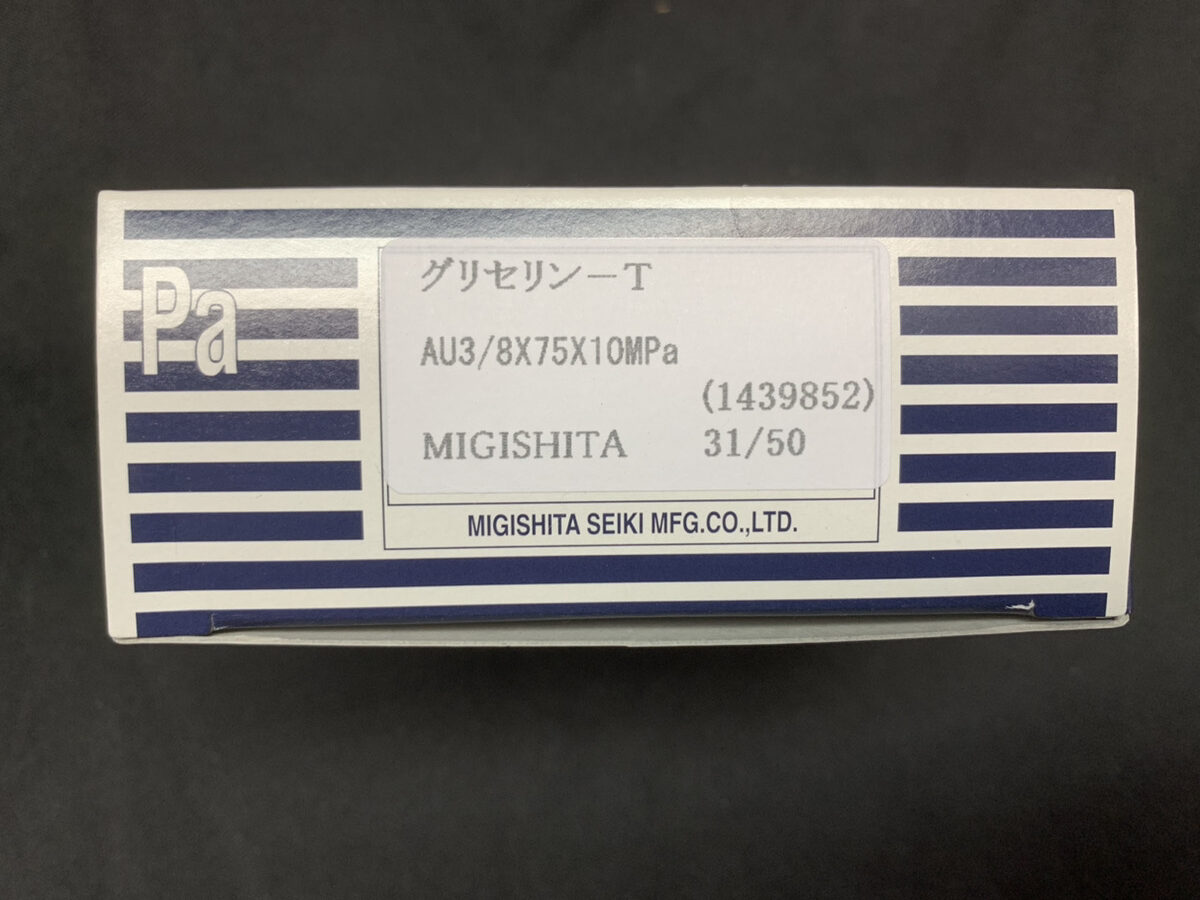 Pa
グリセリン－T
AU3/8X75X10MPa
(1439852)
MIGISHITA 31/50
MIGISHITA SEIKI MFG.CO.,LTD.